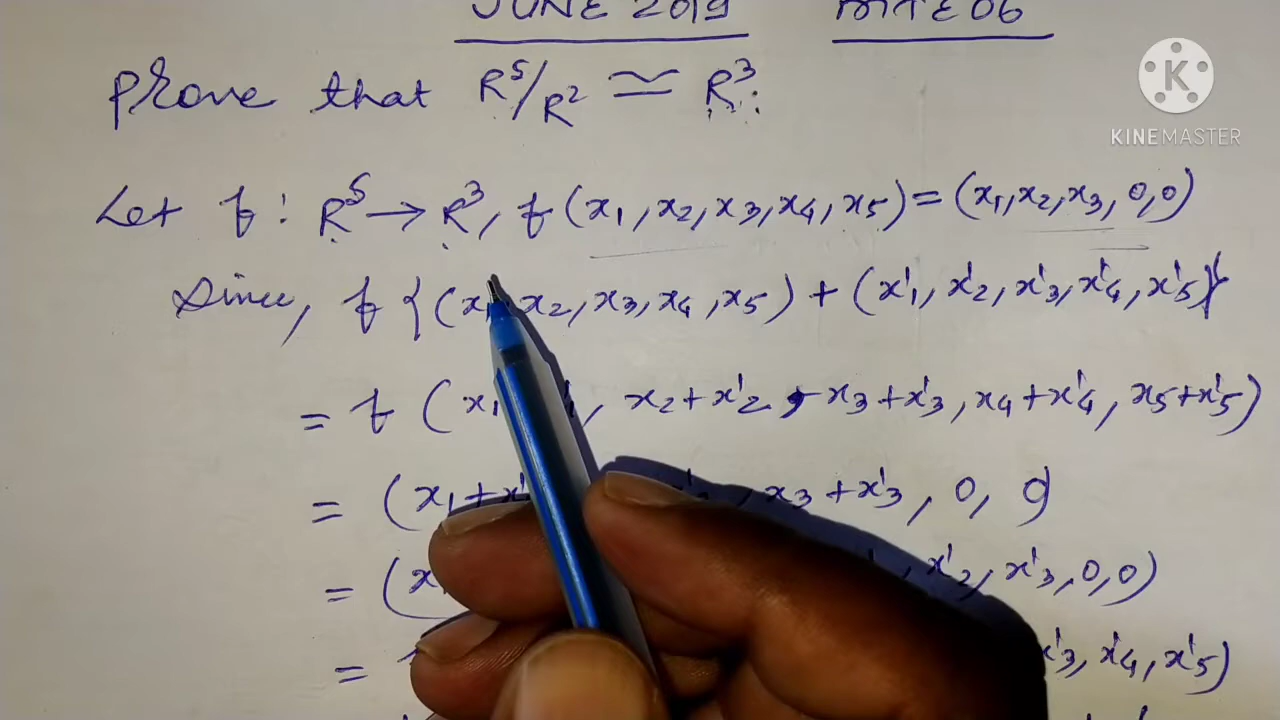 JUNE 2019 MTE 06
K
KINEMASTER
Prove that R⁵/R² ≃ R³:
Let f : R⁵ → R³, f (x₁, x₂, x₃, x₄, x₅) = (x₁, x₂, x₃, 0, 0)
Since, f {(x₁, x₂, x₃, x₄, x₅) + (x'₁, x'₂, x'₃, x'₄, x'₅)}
= f (x₁ , x₂+x'₂, x₃+x'₃, x₄+x'₄, x₅+x'₅)
= (x₁+x' , x₃+x'₃, 0, 0)
= (x , x'₂, x'₃, 0, 0)
= x'₃, x'₄, x'₅)